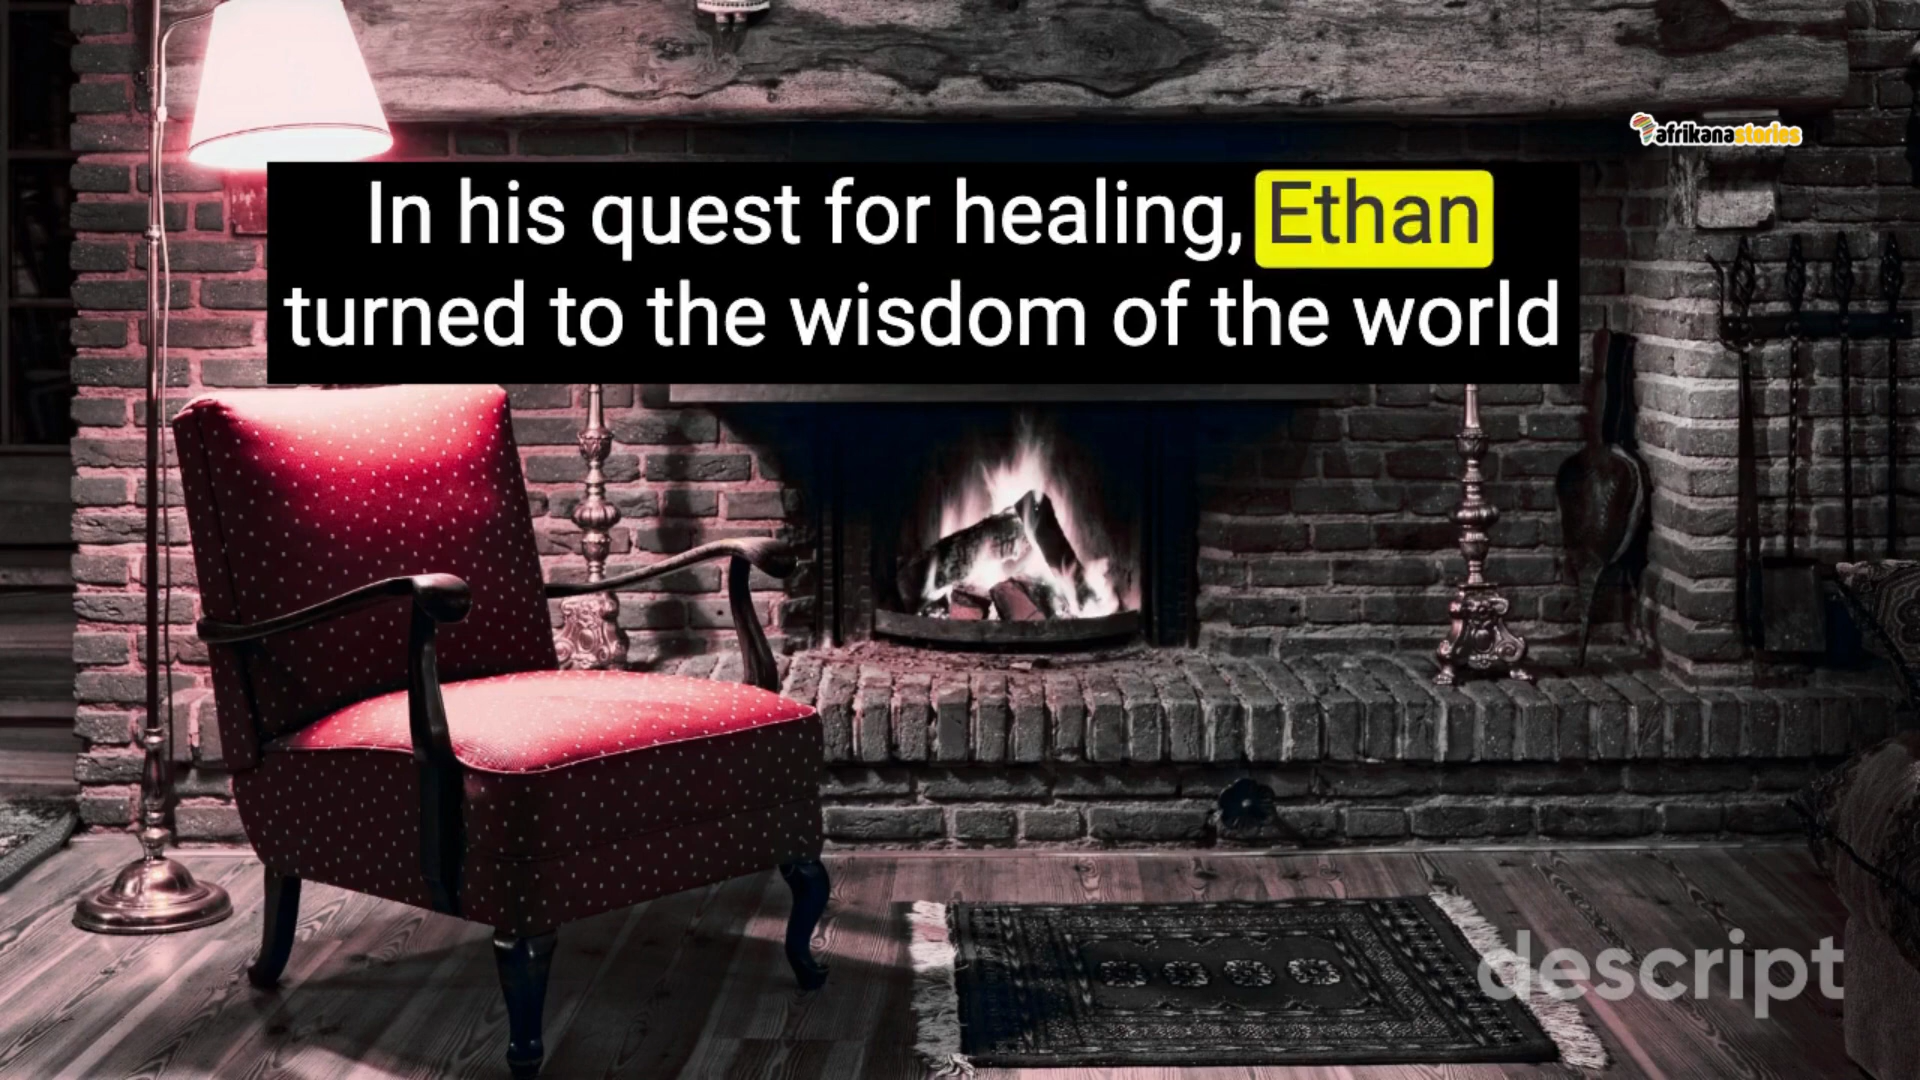 afrikanastories
In his quest for healing, Ethan
turned to the wisdom of the world
descript